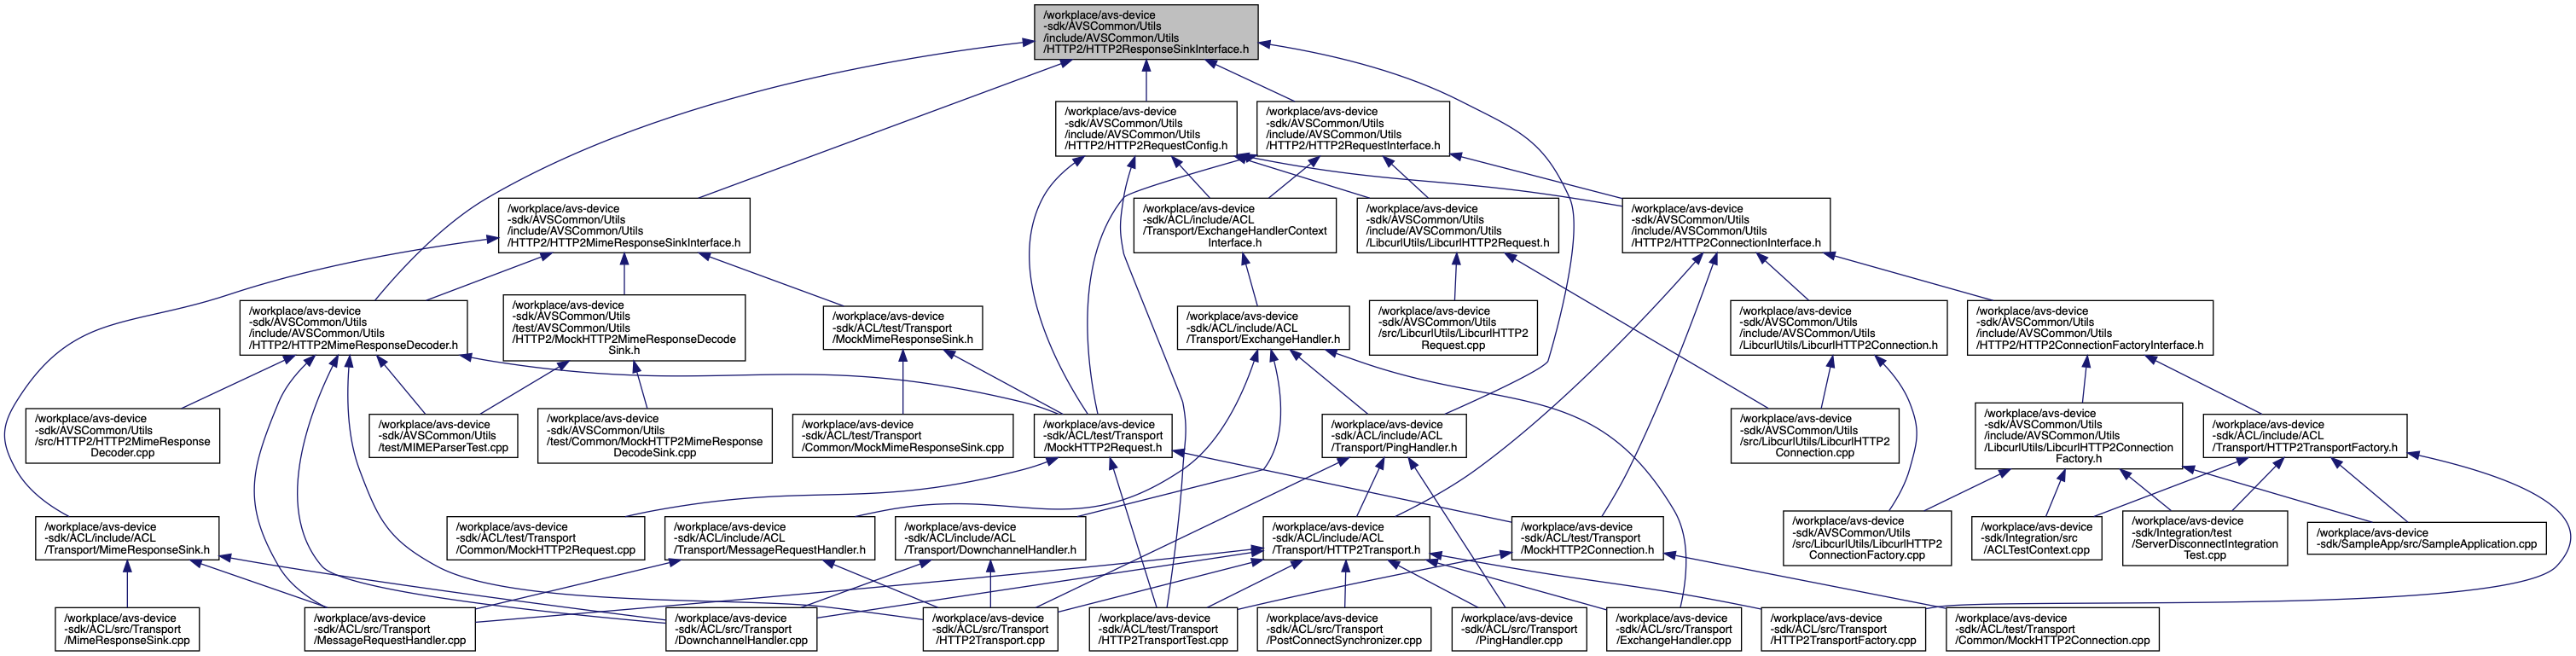 /workplace/avs-device
-sdk/AVSCommon/Utils
/include/AVSCommon/Utils
/HTTP2/HTTP2ResponseSinkInterface.h
/workplace/avs-device
-sdk/AVSCommon/Utils
/include/AVSCommon/Utils
/HTTP2/HTTP2RequestConfig.h
/workplace/avs-device
-sdk/AVSCommon/Utils
/include/AVSCommon/Utils
/HTTP2/HTTP2RequestInterface.h
/workplace/avs-device
-sdk/AVSCommon/Utils
/include/AVSCommon/Utils
/HTTP2/HTTP2MimeResponseSinkInterface.h
/workplace/avs-device
-sdk/ACL/include/ACL
/Transport/ExchangeHandlerContext
Interface.h
/workplace/avs-device
-sdk/AVSCommon/Utils
/include/AVSCommon/Utils
/LibcurlUtils/LibcurlHTTP2Request.h
/workplace/avs-device
-sdk/AVSCommon/Utils
/include/AVSCommon/Utils
/HTTP2/HTTP2ConnectionInterface.h
/workplace/avs-device
-sdk/AVSCommon/Utils
/include/AVSCommon/Utils
/HTTP2/HTTP2MimeResponseDecoder.h
/workplace/avs-device
-sdk/AVSCommon/Utils
/test/AVSCommon/Utils
/HTTP2/MockHTTP2MimeResponseDecode
Sink.h
/workplace/avs-device
-sdk/ACL/test/Transport
/MockMimeResponseSink.h
/workplace/avs-device
-sdk/ACL/include/ACL
/Transport/ExchangeHandler.h
/workplace/avs-device
-sdk/AVSCommon/Utils
/src/LibcurlUtils/LibcurlHTTP2
Request.cpp
/workplace/avs-device
-sdk/AVSCommon/Utils
/include/AVSCommon/Utils
/LibcurlUtils/LibcurlHTTP2Connection.h
/workplace/avs-device
-sdk/AVSCommon/Utils
/include/AVSCommon/Utils
/HTTP2/HTTP2ConnectionFactoryInterface.h
/workplace/avs-device
-sdk/AVSCommon/Utils
/src/HTTP2/HTTP2MimeResponse
Decoder.cpp
/workplace/avs-device
-sdk/AVSCommon/Utils
/test/MIMEParserTest.cpp
/workplace/avs-device
-sdk/AVSCommon/Utils
/test/Common/MockHTTP2MimeResponse
DecodeSink.cpp
/workplace/avs-device
-sdk/ACL/test/Transport
/Common/MockMimeResponseSink.cpp
/workplace/avs-device
-sdk/ACL/test/Transport
/MockHTTP2Request.h
/workplace/avs-device
-sdk/ACL/include/ACL
/Transport/PingHandler.h
/workplace/avs-device
-sdk/AVSCommon/Utils
/src/LibcurlUtils/LibcurlHTTP2
Connection.cpp
/workplace/avs-device
-sdk/AVSCommon/Utils
/include/AVSCommon/Utils
/LibcurlUtils/LibcurlHTTP2Connection
Factory.h
/workplace/avs-device
-sdk/ACL/include/ACL
/Transport/HTTP2TransportFactory.h
/workplace/avs-device
-sdk/ACL/include/ACL
/Transport/MimeResponseSink.h
/workplace/avs-device
-sdk/ACL/test/Transport
/Common/MockHTTP2Request.cpp
/workplace/avs-device
-sdk/ACL/include/ACL
/Transport/MessageRequestHandler.h
/workplace/avs-device
-sdk/ACL/include/ACL
/Transport/DownchannelHandler.h
/workplace/avs-device
-sdk/ACL/include/ACL
/Transport/HTTP2Transport.h
/workplace/avs-device
-sdk/ACL/test/Transport
/MockHTTP2Connection.h
/workplace/avs-device
-sdk/AVSCommon/Utils
/src/LibcurlUtils/LibcurlHTTP2
ConnectionFactory.cpp
/workplace/avs-device
-sdk/Integration/src
/ACLTestContext.cpp
/workplace/avs-device
-sdk/Integration/test
/ServerDisconnectIntegration
Test.cpp
/workplace/avs-device
-sdk/SampleApp/src/SampleApplication.cpp
/workplace/avs-device
-sdk/ACL/src/Transport
/MimeResponseSink.cpp
/workplace/avs-device
-sdk/ACL/src/Transport
/MessageRequestHandler.cpp
/workplace/avs-device
-sdk/ACL/src/Transport
/DownchannelHandler.cpp
/workplace/avs-device
-sdk/ACL/src/Transport
/HTTP2Transport.cpp
/workplace/avs-device
-sdk/ACL/test/Transport
/HTTP2TransportTest.cpp
/workplace/avs-device
-sdk/ACL/src/Transport
/PostConnectSynchronizer.cpp
/workplace/avs-device
-sdk/ACL/src/Transport
/PingHandler.cpp
/workplace/avs-device
-sdk/ACL/src/Transport
/ExchangeHandler.cpp
/workplace/avs-device
-sdk/ACL/src/Transport
/HTTP2TransportFactory.cpp
/workplace/avs-device
-sdk/ACL/test/Transport
/Common/MockHTTP2Connection.cpp